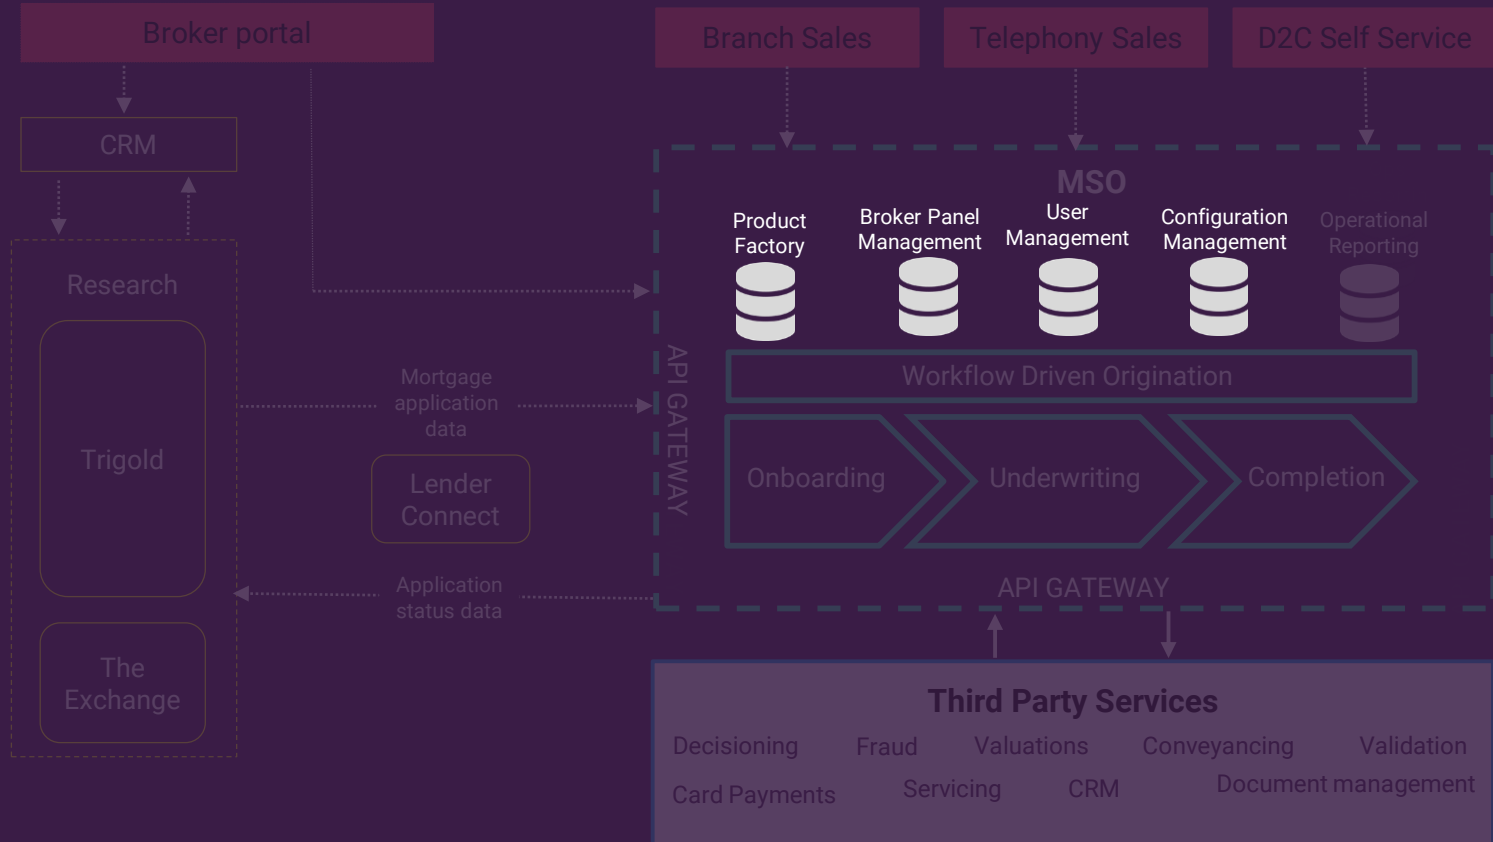 Broker portal
Branch Sales
Telephony Sales
D2C Self Service
CRM
MSO
Product
Factory
Broker Panel
Management
User
Management
Configuration
Management
Operational
Reporting
Research
Trigold
The
Exchange
Mortgage
application
data
Lender
Connect
Application
status data
API GATEWAY
Workflow Driven Origination
Onboarding
Underwriting
Completion
API GATEWAY
Third Party Services
Decisioning
Fraud
Valuations
Conveyancing
Validation
Card Payments
Servicing
CRM
Document management